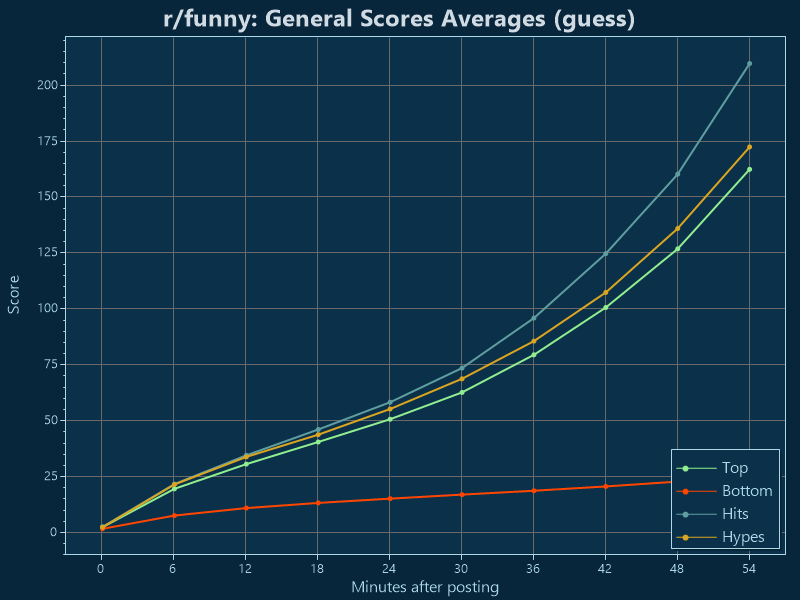 r/funny: General Scores Averages (guess)
200
175
150
125
100
75
50
25
0
Score
0 6 12 18 24 30 36 42 48 54
Minutes after posting
Top
Bottom
Hits
Hypes